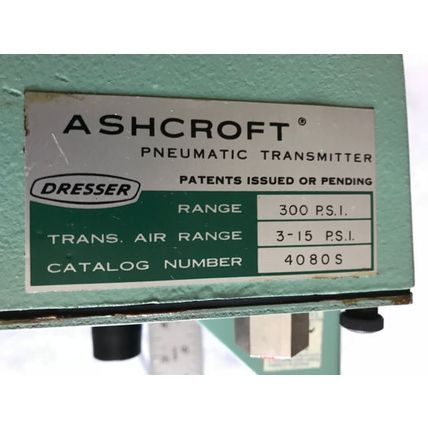 ASHCROFT®
PNEUMATIC TRANSMITTER
DRESSER
PATENTS ISSUED OR PENDING
RANGE 300 P.S.I.
TRANS. AIR RANGE 3-15 P.S.I.
CATALOG NUMBER 4080S